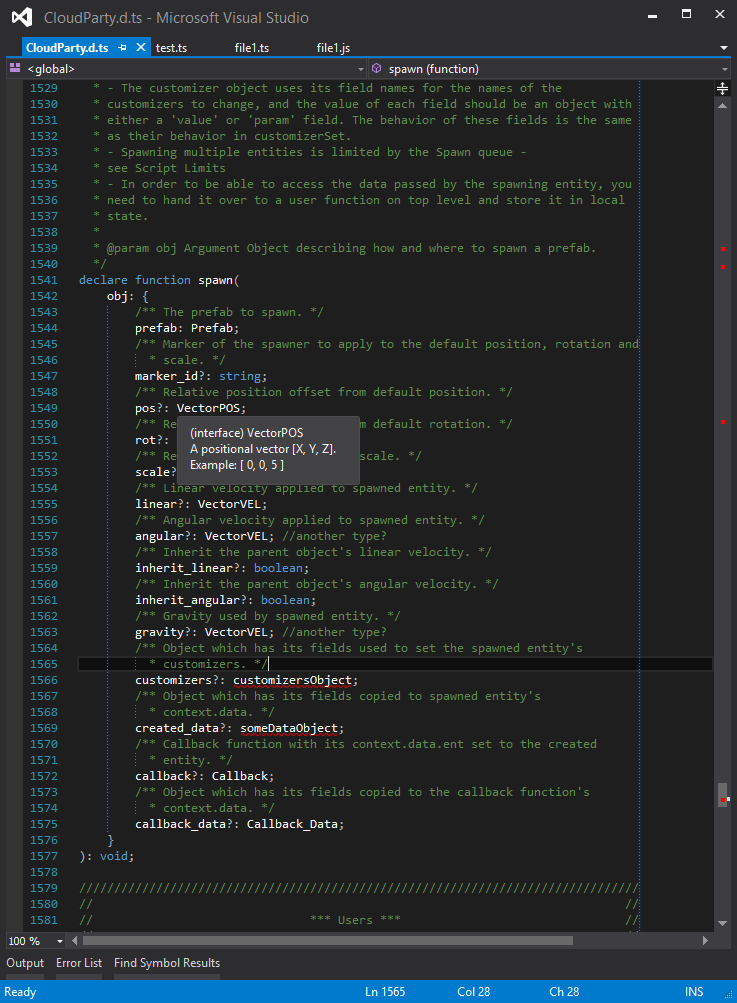 CloudParty.d.ts - Microsoft Visual Studio
CloudParty.d.ts test.ts file1.ts file1.js
<global> spawn (function)
1529 * - The customizer object uses its field names for the names of the
1530 * customizers to change, and the value of each field should be an object with
1531 * either a 'value' or 'param' field. The behavior of these fields is the same
1532 * as their behavior in customizerSet.
1533 * - Spawning multiple entities is limited by the Spawn queue -
1534 * see Script Limits
1535 * - In order to be able to access the data passed by the spawning entity, you
1536 * need to hand it over to a user function on top level and store it in local
1537 * state.
1538 *
1539 * @param obj Argument Object describing how and where to spawn a prefab.
1540 */
1541 declare function spawn(
1542 obj: {
1543 /** The prefab to spawn. */
1544 prefab: Prefab;
1545 /** Marker of the spawner to apply to the default position, rotation and
1546 * scale. */
1547 marker_id?: string;
1548 /** Relative position offset from default position. */
1549 pos?: VectorPOS;
1550 /** Re m default rotation. */
(interface) VectorPOS
1551 rot?:
A positional vector [X, Y, Z].
1552 /** Re scale. */
Example: [ 0, 0, 5 ]
1553 scale?
1554 /** Linear velocity applied to spawned entity. */
1555 linear?: VectorVEL;
1556 /** Angular velocity applied to spawned entity. */
1557 angular?: VectorVEL; //another type?
1558 /** Inherit the parent object's linear velocity. */
1559 inherit_linear?: boolean;
1560 /** Inherit the parent object's angular velocity. */
1561 inherit_angular?: boolean;
1562 /** Gravity used by spawned entity. */
1563 gravity?: VectorVEL; //another type?
1564 /** Object which has its fields used to set the spawned entity's
1565 * customizers. */
1566 customizers?: customizersObject;
1567 /** Object which has its fields copied to spawned entity's
1568 * context.data. */
1569 created_data?: someDataObject;
1570 /** Callback function with its context.data.ent set to the created
1571 * entity. */
1572 callback?: Callback;
1573 /** Object which has its fields copied to the callback function's
1574 * context.data. */
1575 callback_data?: Callback_Data;
1576 }
1577 ): void;
1578
1579 ////////////////////////////////////////////////////////////////////////////////
1580 // //
1581 // *** Users *** //
100 %
Output Error List Find Symbol Results
Ready Ln 1565 Col 28 Ch 28 INS